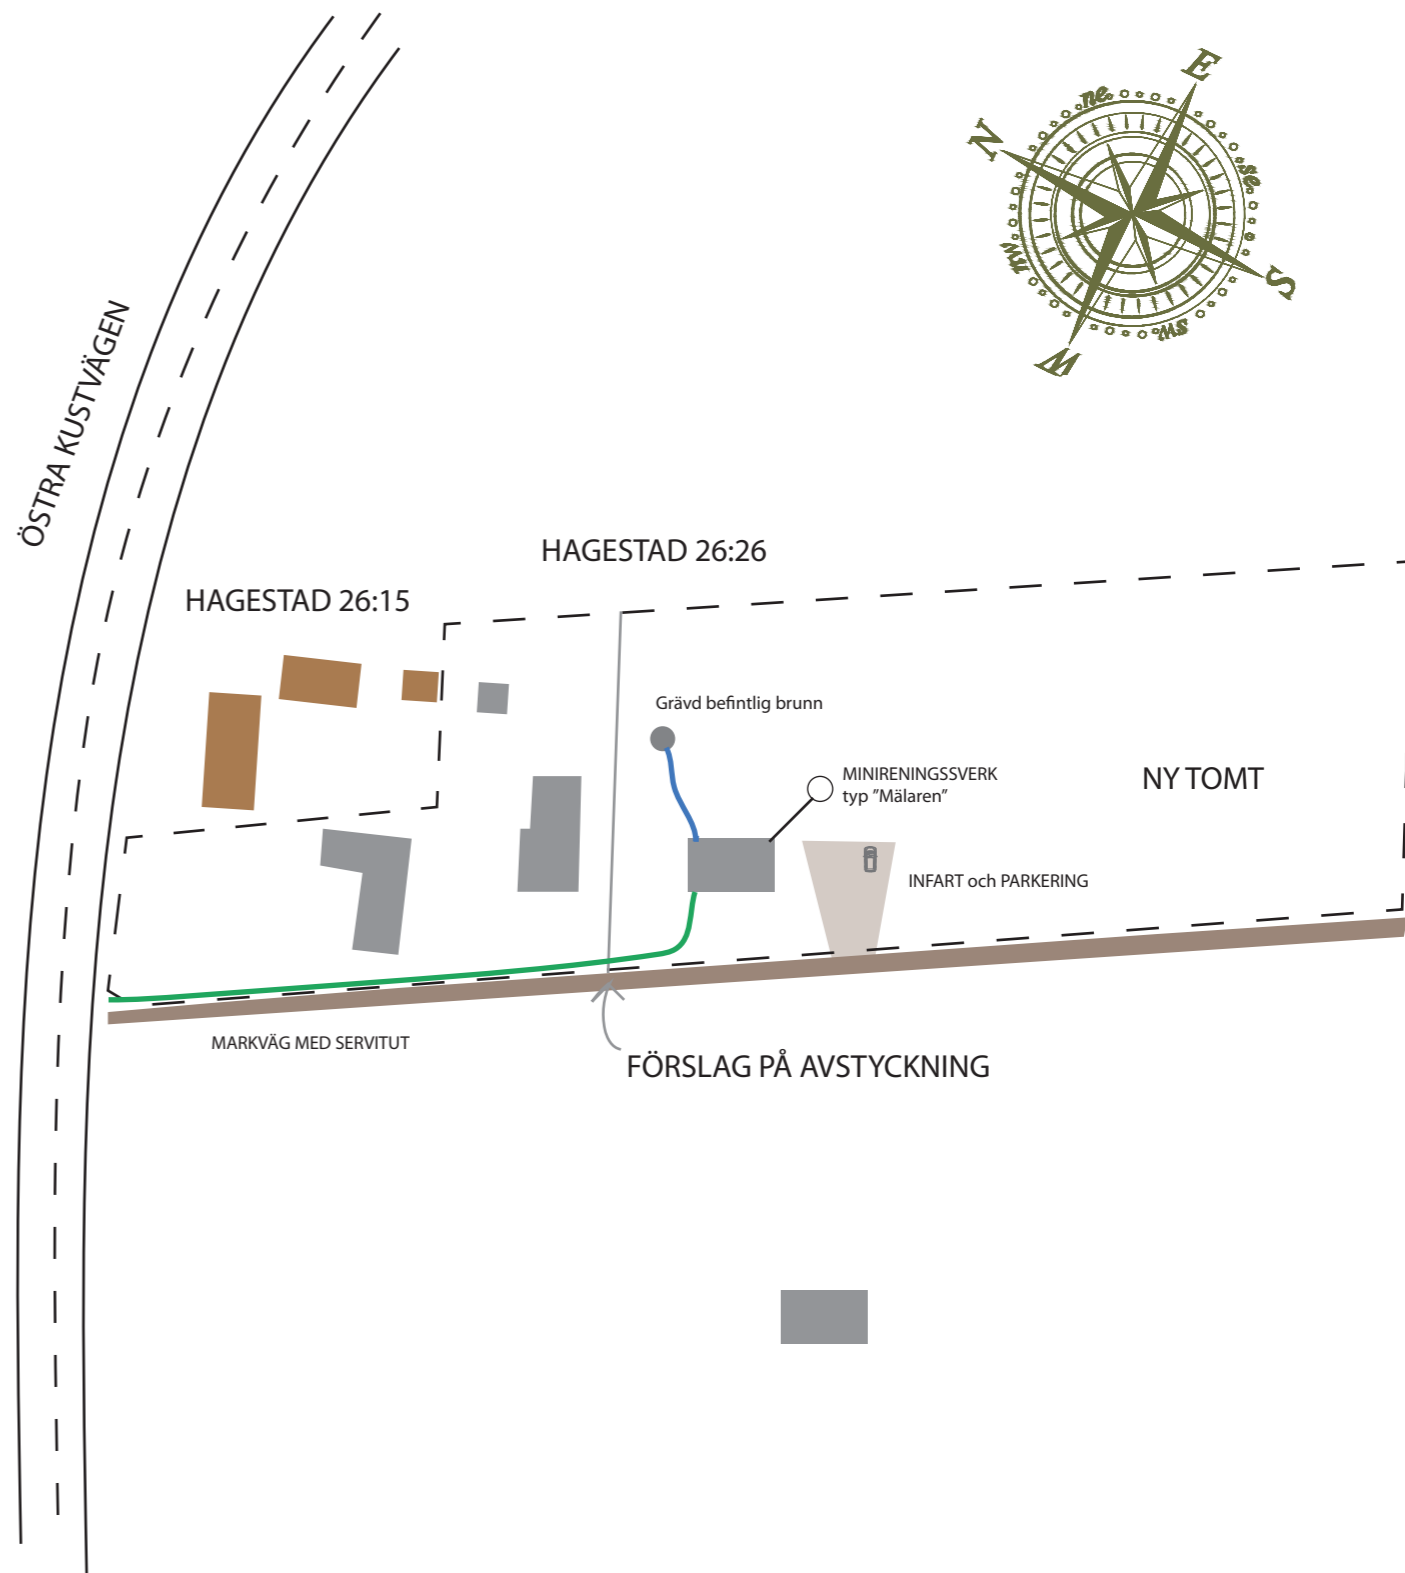 E
ne
N
se
nw
S
sw
W
ÖSTRA KUSTVÄGEN
HAGESTAD 26:26
HAGESTAD 26:15
Grävd befintlig brunn
MINIRENINGSSVERK
typ ”Mälaren”
NY TOMT
INFART och PARKERING
MARKVÄG MED SERVITUT
FÖRSLAG PÅ AVSTYCKNING